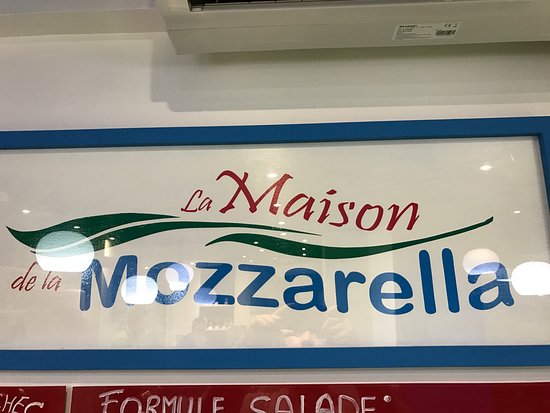 La Maison
de la Mozzarella
FORMULE SALADE